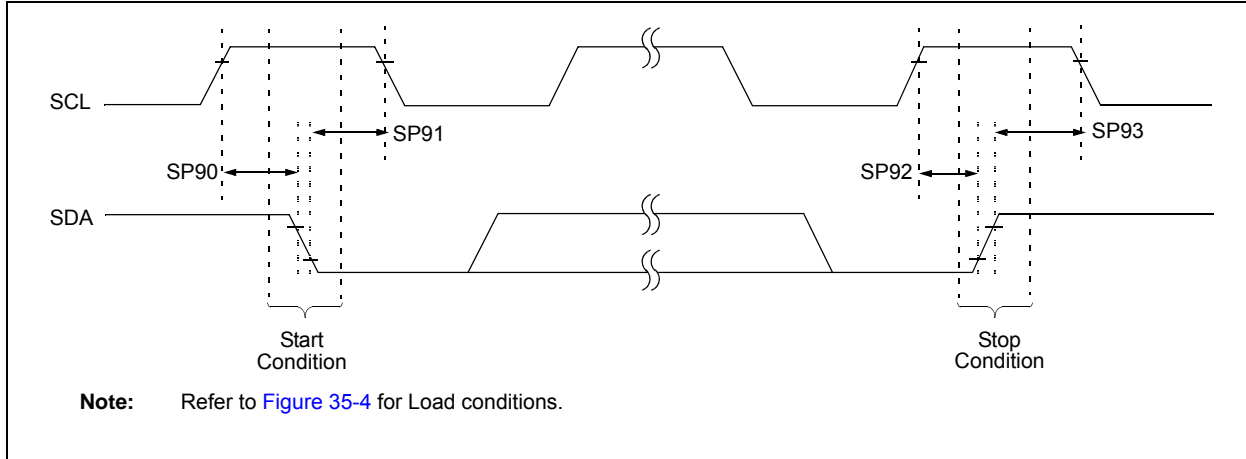 SCL
SP91
SP93
SP90
SP92
SDA
Start
Condition
Stop
Condition
Note: Refer to Figure 35-4 for Load conditions.